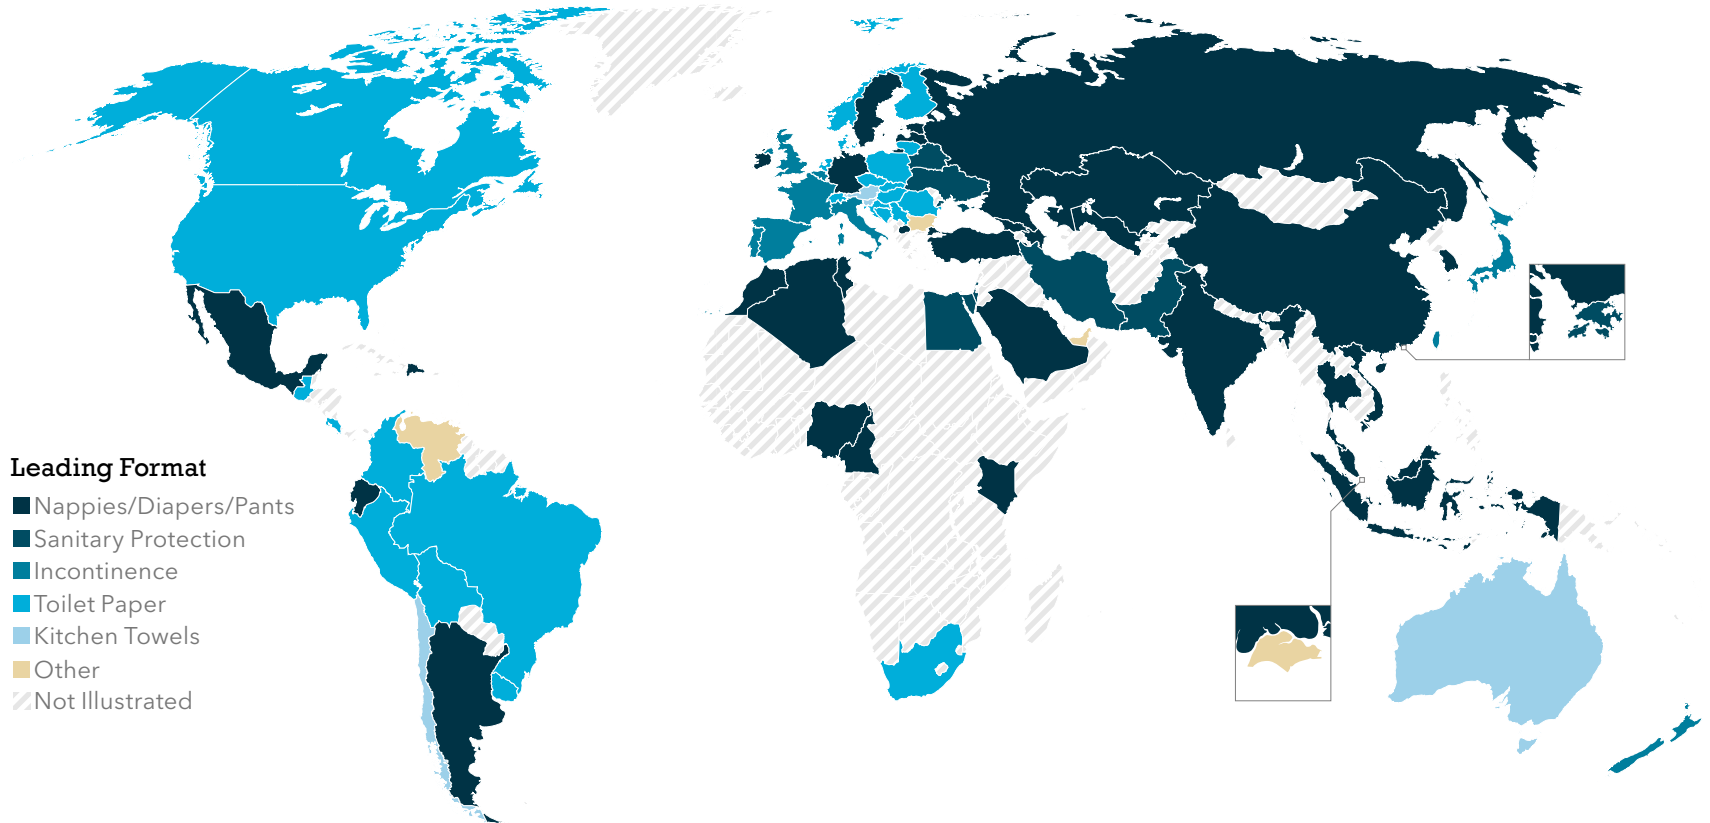 Leading Format
Nappies/Diapers/Pants
Sanitary Protection
Incontinence
Toilet Paper
Kitchen Towels
Other
Not Illustrated